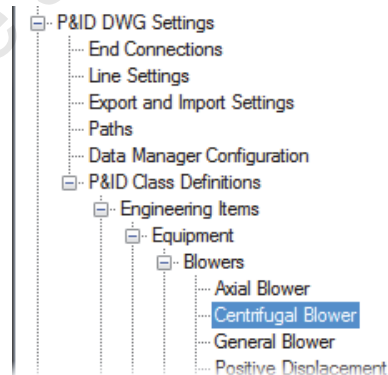 P&ID DWG Settings
End Connections
Line Settings
Export and Import Settings
Paths
Data Manager Configuration
P&ID Class Definitions
Engineering Items
Equipment
Blowers
Axial Blower
Centrifugal Blower
General Blower
Positive Displacement